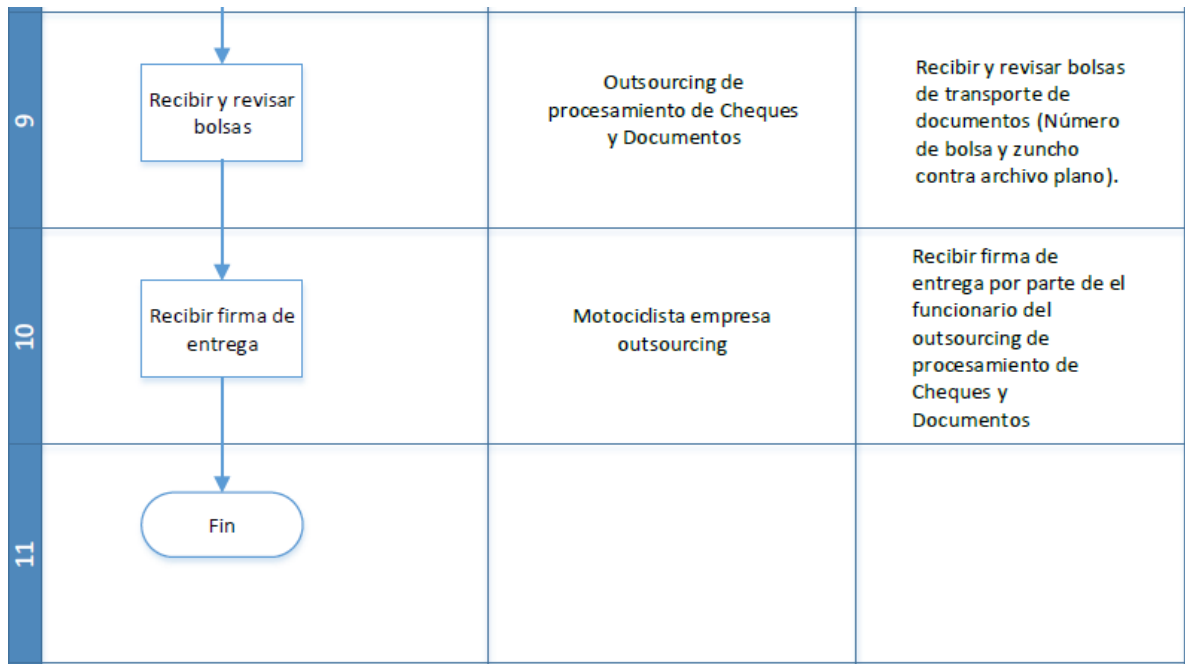 9
Recibir y revisar
bolsas
Outsourcing de
procesamiento de Cheques
y Documentos
Recibir y revisar bolsas
de transporte de
documentos (Número
de bolsa y zuncho
contra archivo plano).
10
Recibir firma de
entrega
Motociclista empresa
outsourcing
Recibir firma de
entrega por parte de el
funcionario del
outsourcing de
procesamiento de
Cheques y
Documentos
11
Fin